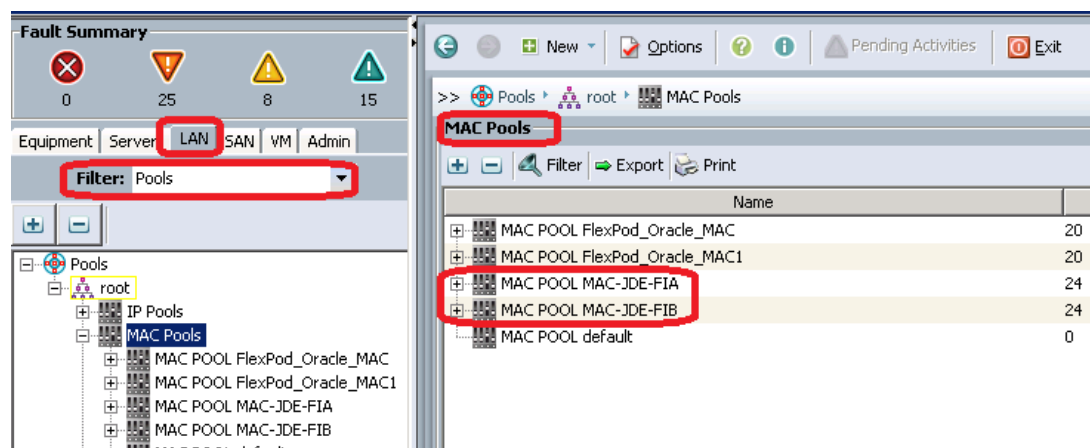 Fault Summary
0 25 8 15
Equipment Server LAN SAN VM Admin
Filter: Pools
Pools
root
IP Pools
MAC Pools
MAC POOL FlexPod_Oracle_MAC
MAC POOL FlexPod_Oracle_MAC1
MAC POOL MAC-JDE-FIA
MAC POOL MAC-JDE-FIB
New Options Pending Activities Exit
>> Pools root MAC Pools
MAC Pools
Filter Export Print
Name
MAC POOL FlexPod_Oracle_MAC 20
MAC POOL FlexPod_Oracle_MAC1 20
MAC POOL MAC-JDE-FIA 24
MAC POOL MAC-JDE-FIB 24
MAC POOL default 0